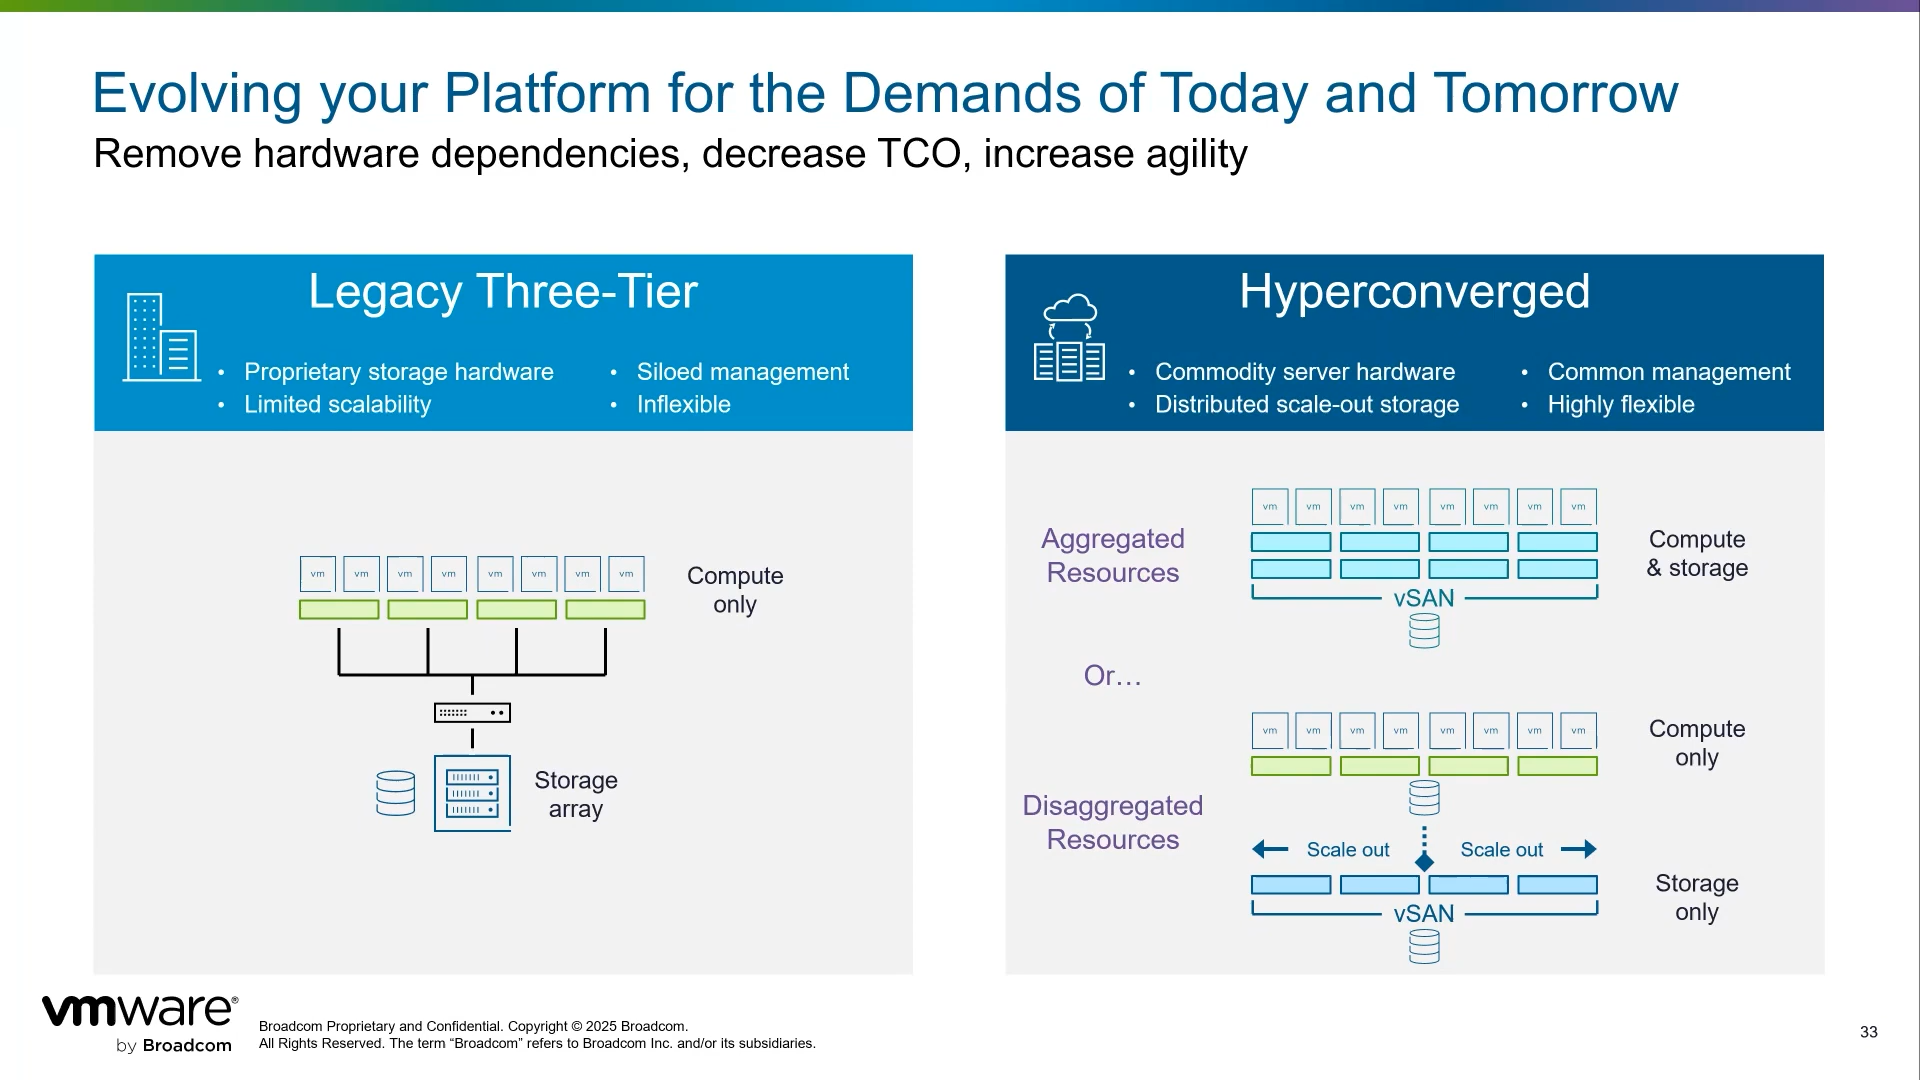 Evolving your Platform for the Demands of Today and Tomorrow
Remove hardware dependencies, decrease TCO, increase agility
Legacy Three-Tier
• Proprietary storage hardware
• Limited scalability
• Siloed management
• Inflexible
vm vm vm vm vm vm vm vm
Compute
only
Storage
array
Hyperconverged
• Commodity server hardware
• Distributed scale-out storage
• Common management
• Highly flexible
Aggregated
Resources
vm vm vm vm vm vm vm vm
Compute
& storage
vSAN
Or…
Disaggregated
Resources
vm vm vm vm vm vm vm vm
Compute
only
Scale out Scale out
Storage
only
vSAN
vmware®
by Broadcom
Broadcom Proprietary and Confidential. Copyright © 2025 Broadcom.
All Rights Reserved. The term “Broadcom” refers to Broadcom Inc. and/or its subsidiaries.
33